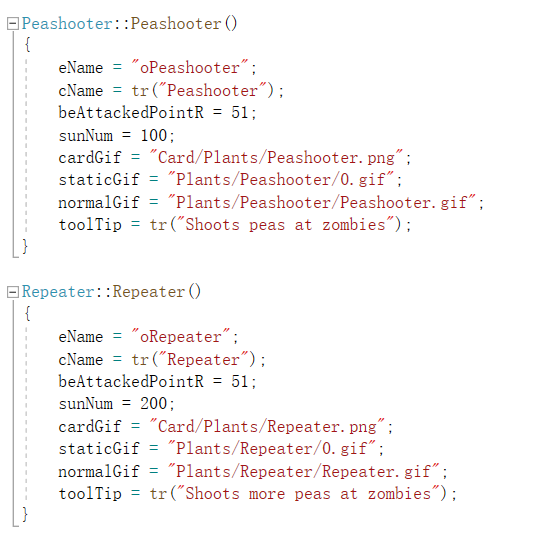 Peashooter::Peashooter()
{
eName = "oPeashooter";
cName = tr("Peashooter");
beAttackedPointR = 51;
sunNum = 100;
cardGif = "Card/Plants/Peashooter.png";
staticGif = "Plants/Peashooter/0.gif";
normalGif = "Plants/Peashooter/Peashooter.gif";
toolTip = tr("Shoots peas at zombies");
}
Repeater::Repeater()
{
eName = "oRepeater";
cName = tr("Repeater");
beAttackedPointR = 51;
sunNum = 200;
cardGif = "Card/Plants/Repeater.png";
staticGif = "Plants/Repeater/0.gif";
normalGif = "Plants/Repeater/Repeater.gif";
toolTip = tr("Shoots more peas at zombies");
}